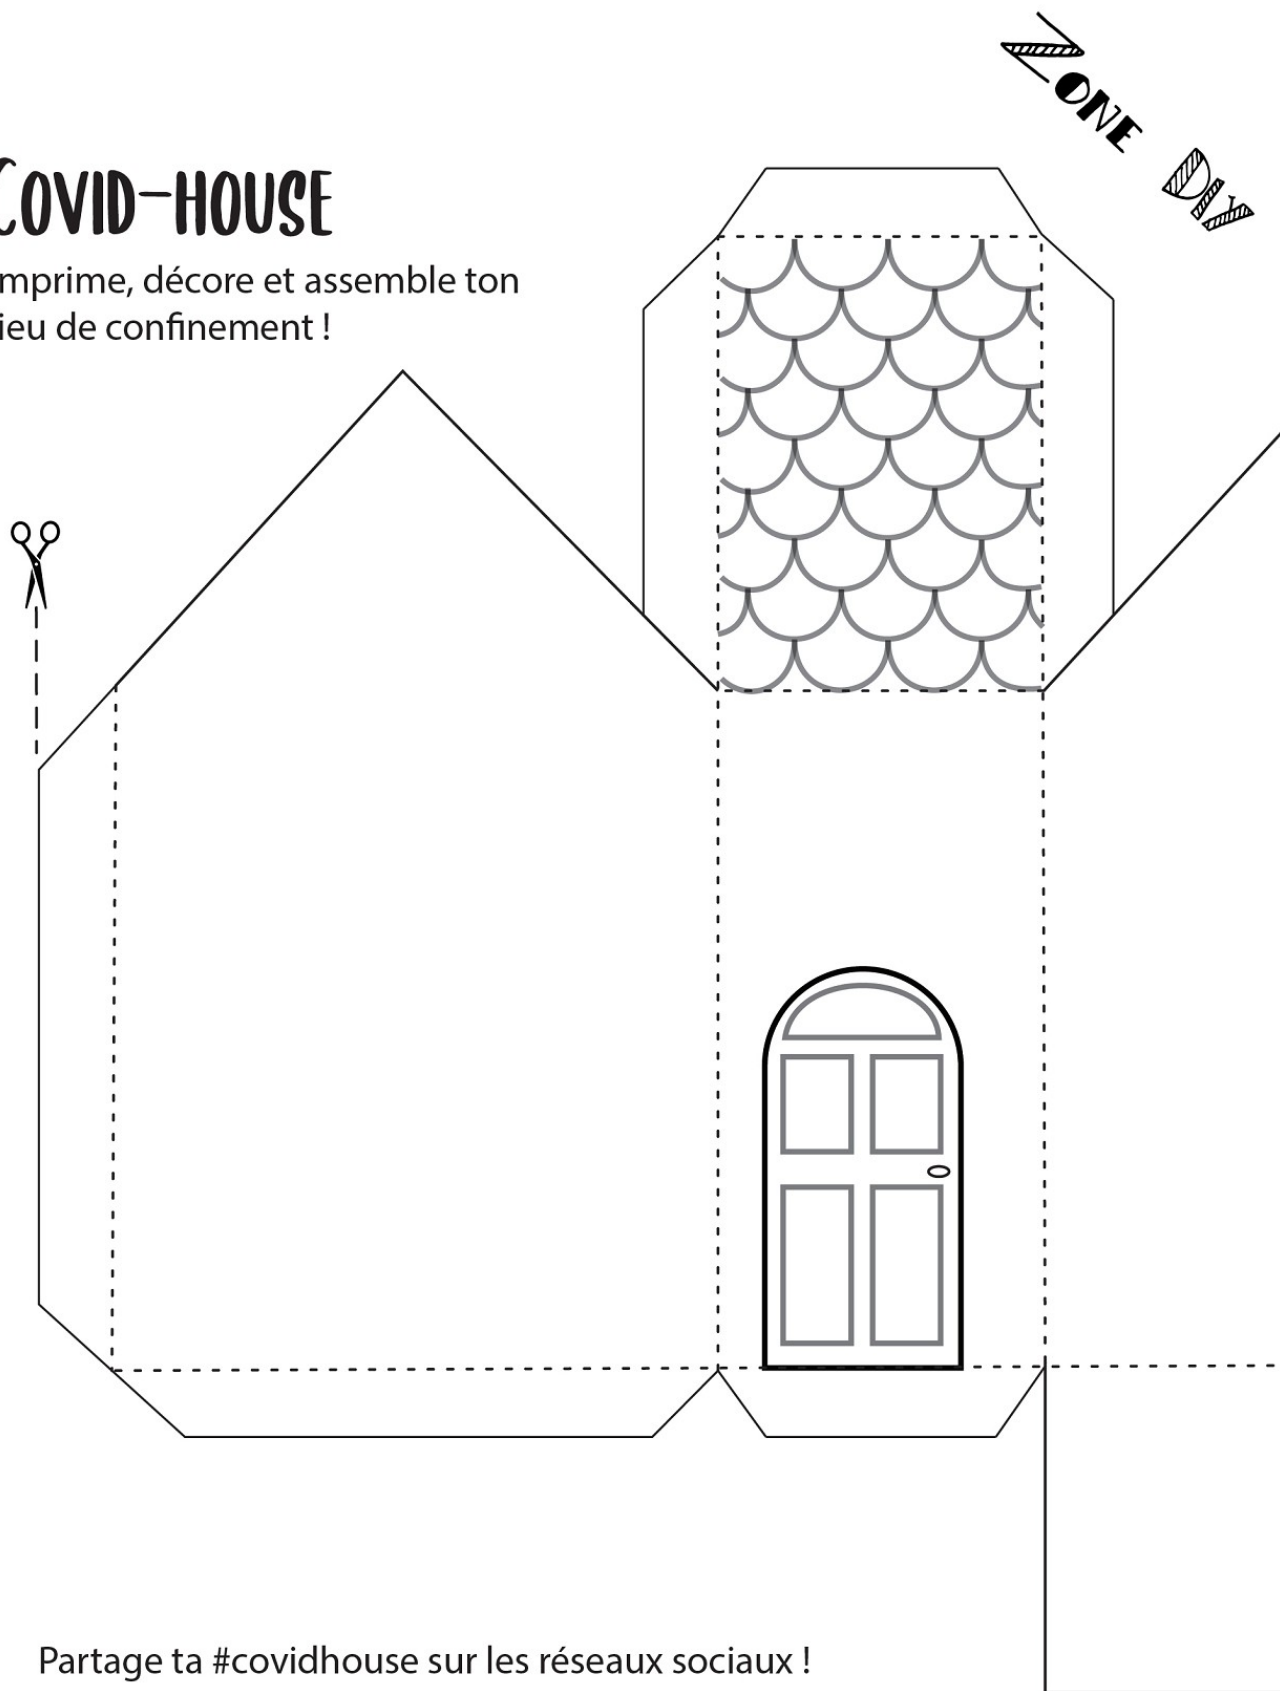 Zone Diy
Covid-house
mprime, décore et assemble ton
ieu de confinement !
Partage ta #covidhouse sur les réseaux sociaux !